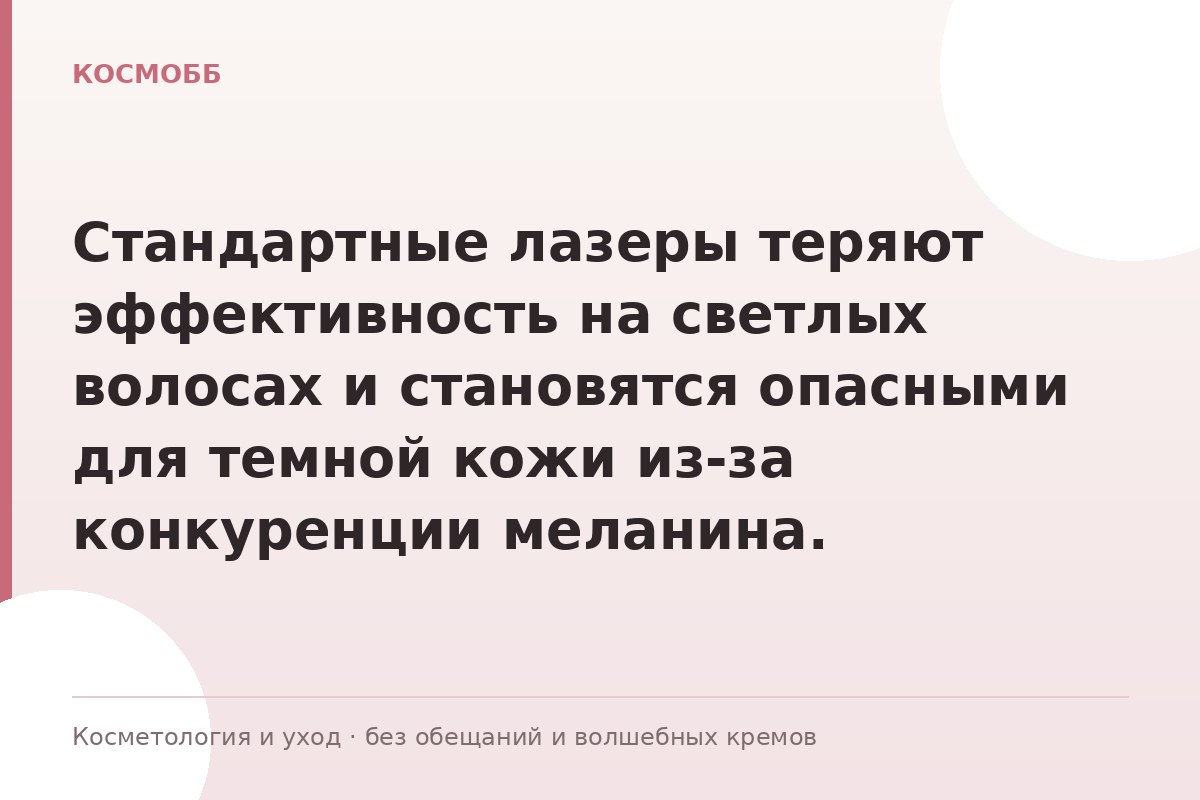 КОСМОББ
Стандартные лазеры теряют
эффективность на светлых
волосах и становятся опасными
для темной кожи из-за
конкуренции меланина.
Косметология и уход · без обещаний и волшебных кремов